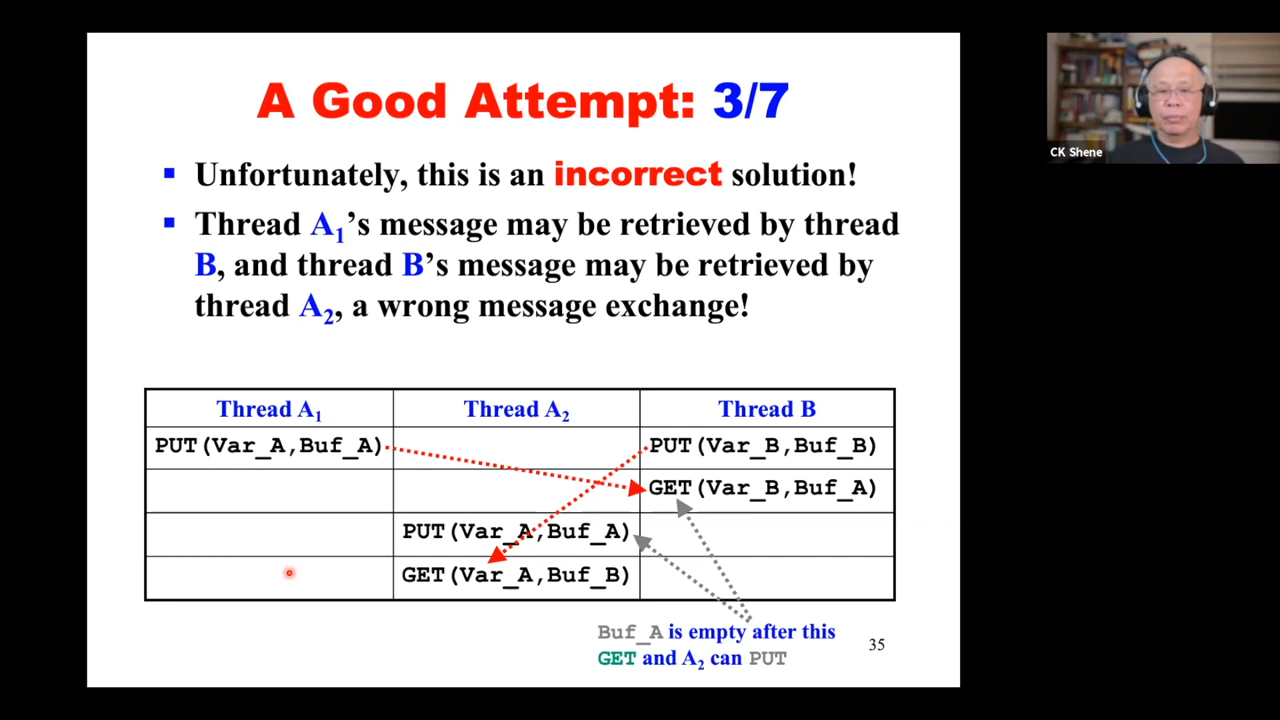 A Good Attempt: 3/7
CK Shene
Unfortunately, this is an incorrect solution!
Thread A1's message may be retrieved by thread
B, and thread B's message may be retrieved by
thread A2, a wrong message exchange!
Thread A1 Thread A2 Thread B
PUT(Var_A,Buf_A) PUT(Var_B,Buf_B)
GET(Var_B,Buf_A)
PUT(Var_A,Buf_A)
GET(Var_A,Buf_B)
Buf_A is empty after this
GET and A2 can PUT
35